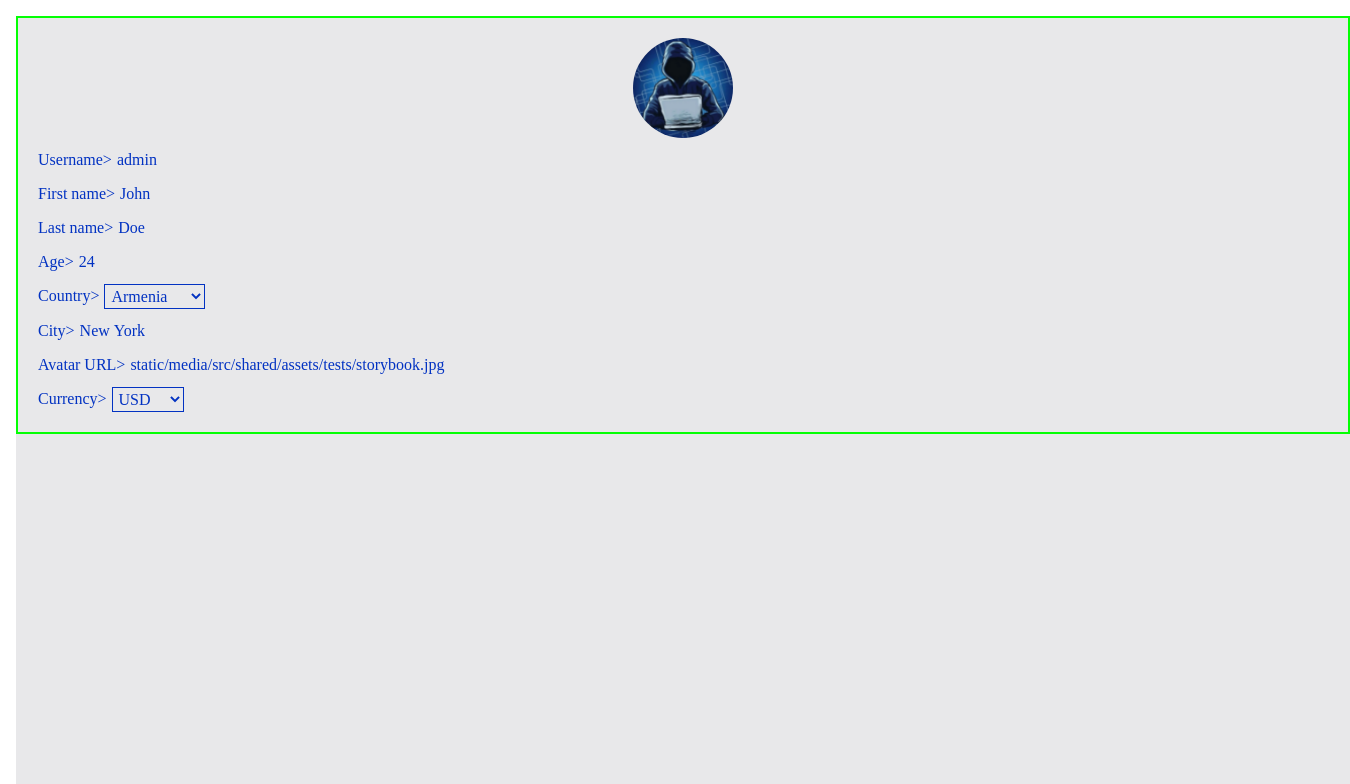 Username> admin
First name> John
Last name> Doe
Age> 24
Country> Armenia
City> New York
Avatar URL> static/media/src/shared/assets/tests/storybook.jpg
Currency> USD